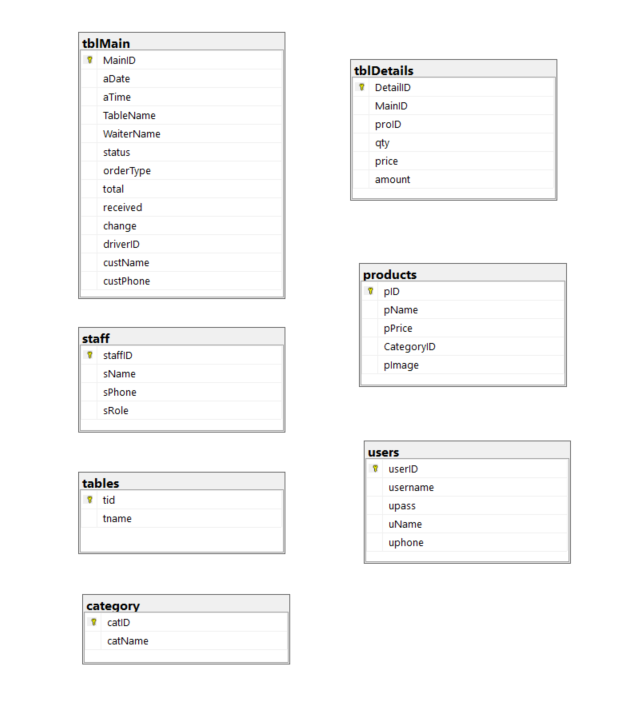 tblMain
MainID
aDate
aTime
TableName
WaiterName
status
orderType
total
received
change
driverID
custName
custPhone
tblDetails
DetailID
MainID
proID
qty
price
amount
products
pID
pName
pPrice
CategoryID
pImage
staff
staffID
sName
sPhone
sRole
users
userID
username
upass
uName
uphone
tables
tid
tname
category
catID
catName